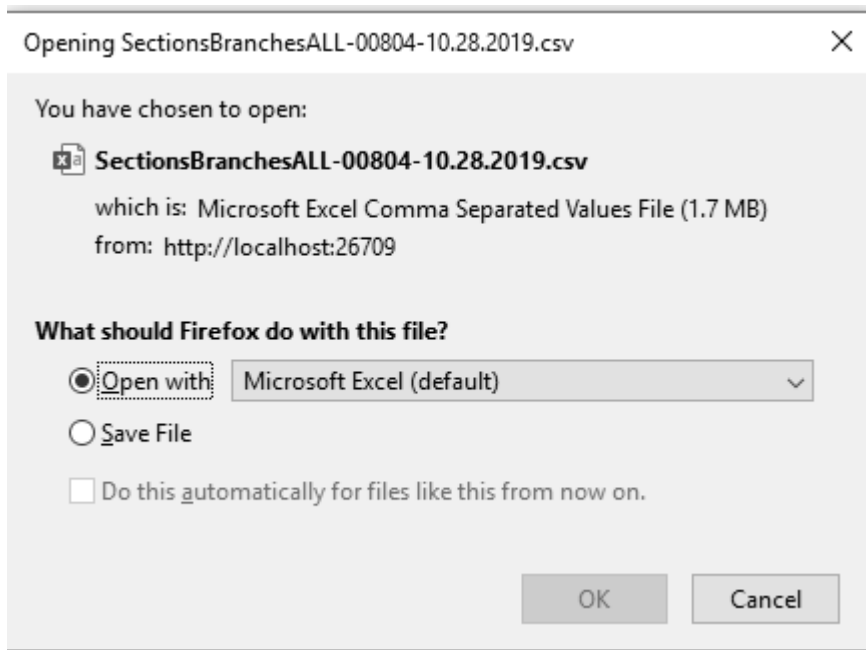 Opening SectionsBranchesALL-00804-10.28.2019.csv
You have chosen to open:
SectionsBranchesALL-00804-10.28.2019.csv
which is: Microsoft Excel Comma Separated Values File (1.7 MB)
from: http://localhost:26709
What should Firefox do with this file?
Open with Microsoft Excel (default)
Save File
Do this automatically for files like this from now on.
OK Cancel